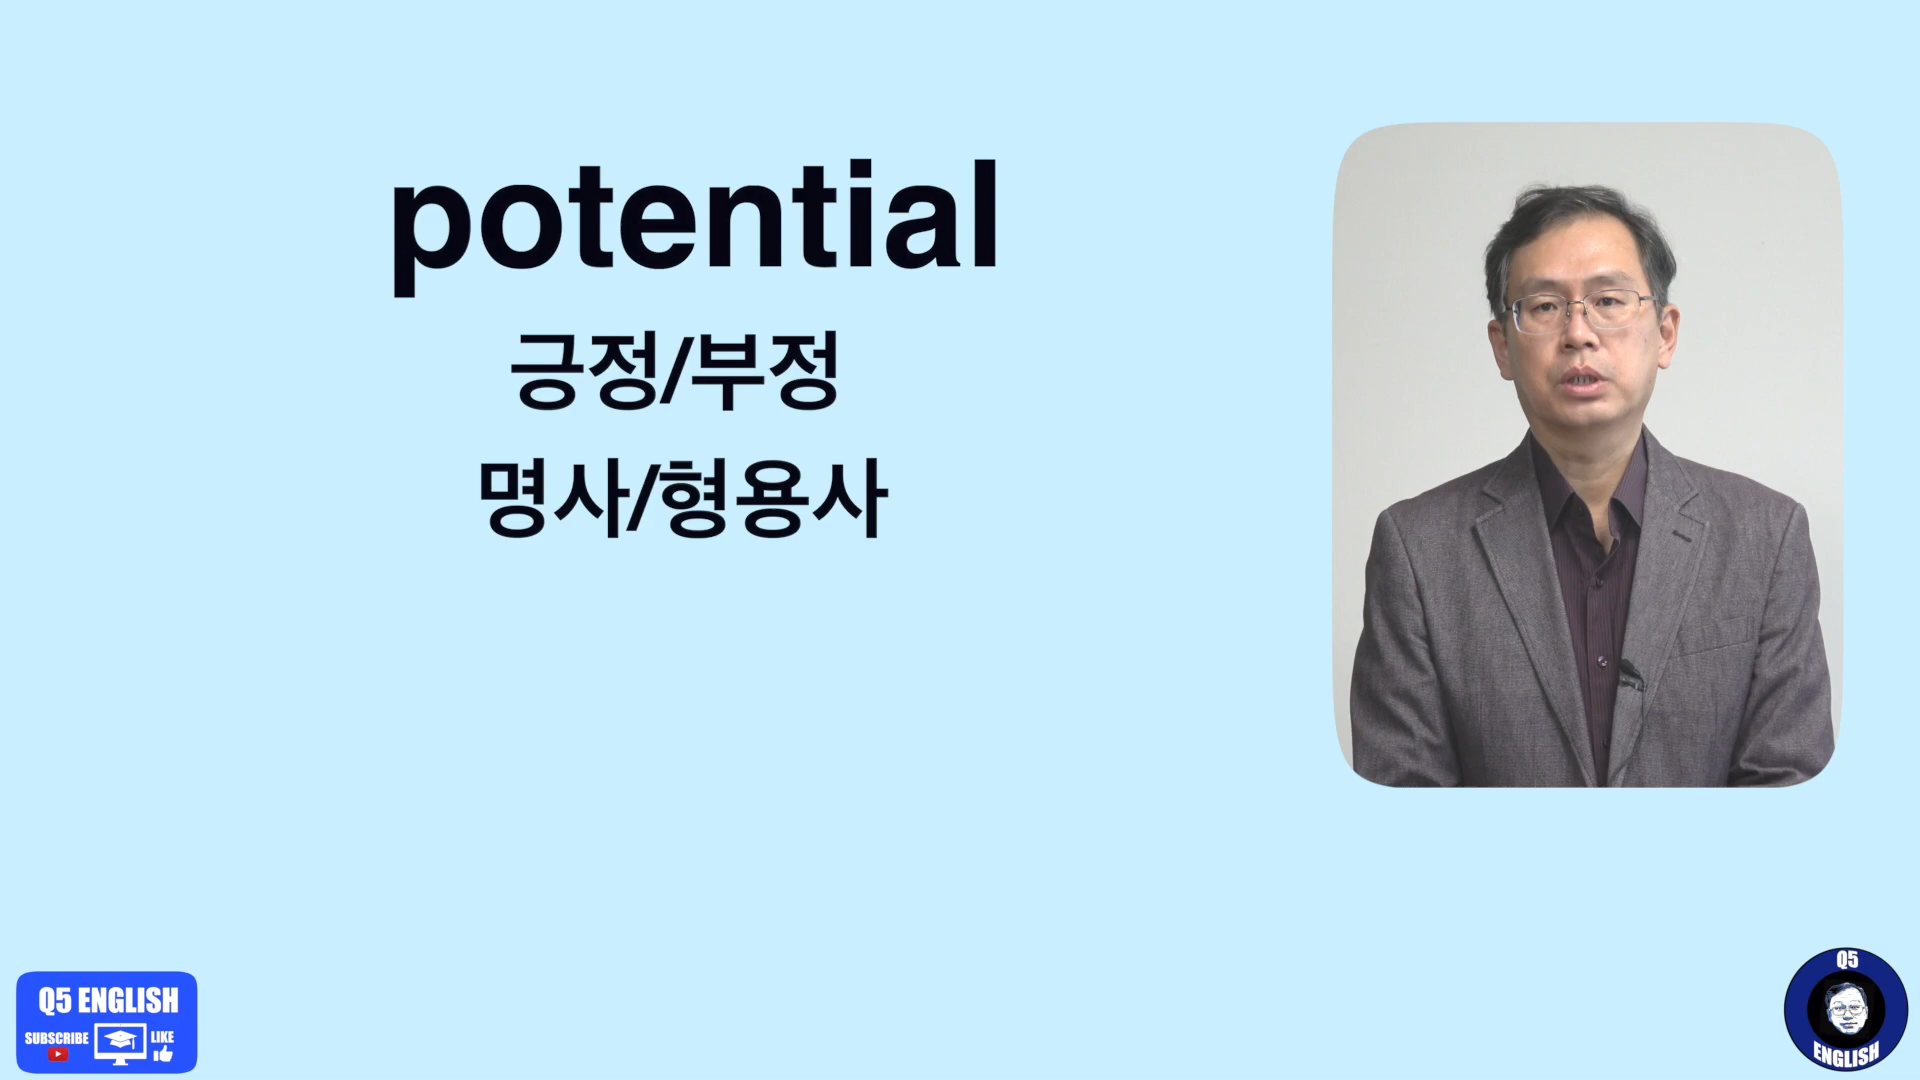 potential
긍정/부정
명사/형용사
Q5 ENGLISH
SUBSCRIBE
LIKE
Q5
ENGLISH